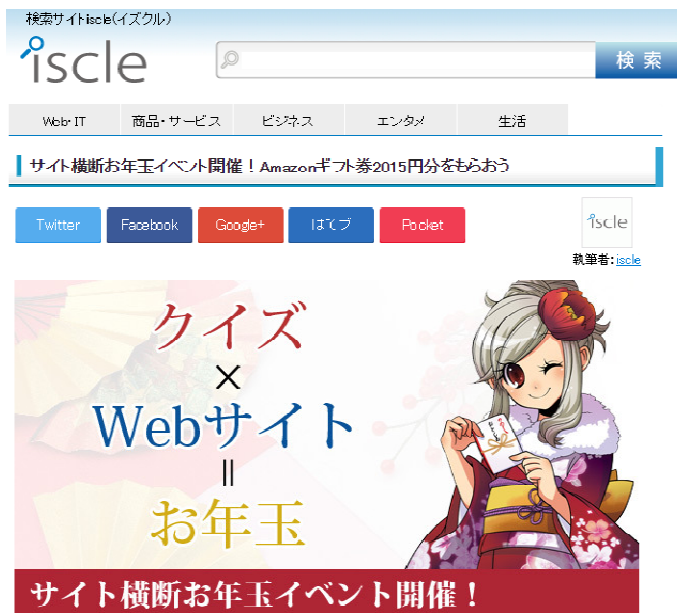 検索サイトiscle(イズクル)
iscle
検索
Web・IT 商品・サービス ビジネス エンタメ 生活
サイト横断お年玉イベント開催！Amazonギフト券2015円分をもらおう
Twitter Facebook Google+ はてブ Pocket
iscle
執筆者:iscle
クイズ
×
Webサイト
＝
お年玉
サイト横断お年玉イベント開催！